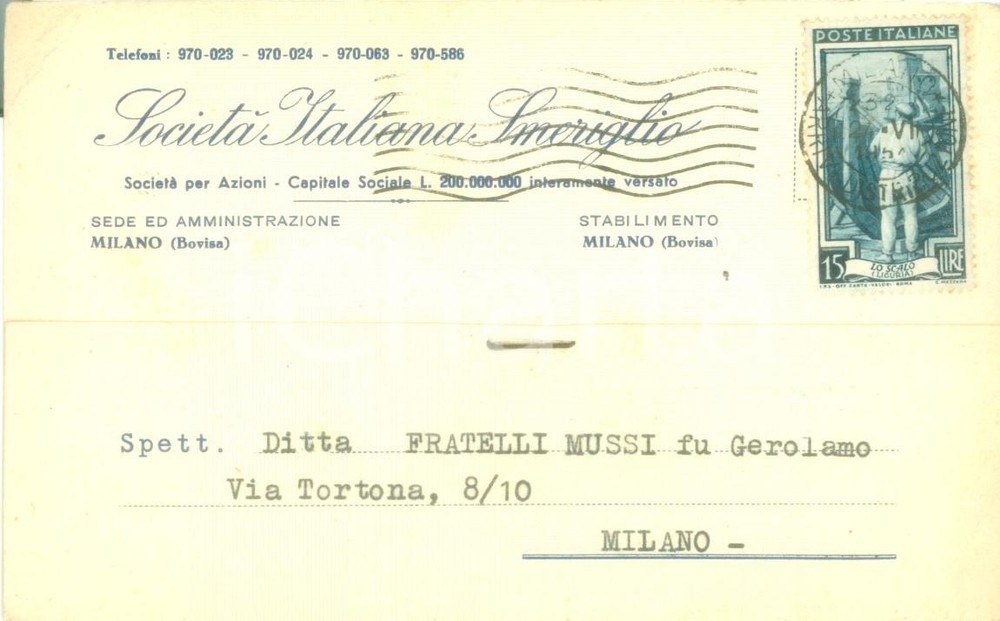 Telefoni : 970-023 - 970-024 - 970-063 - 970-586
Società Italiana Smeriglio
Società per Azioni - Capitale Sociale L. 200.000.000 interamente versato
SEDE ED AMMINISTRAZIONE
MILANO (Bovisa)
STABILIMENTO
MILANO (Bovisa)
POSTE ITALIANE
15
LO SCALO
(LIGURIA)
LIRE
Spett. Ditta FRATELLI MUSSI fu Gerolamo
Via Tortona, 8/10
MILANO -